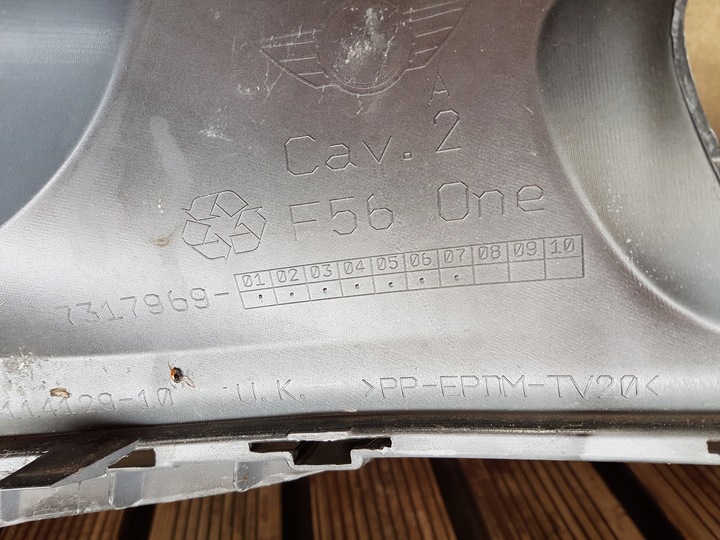 A
Cav. 2
F56 One
7317969- 01 02 03 04 05 06 07 08 09 10
U.K. >PP-EPDM-TV20<